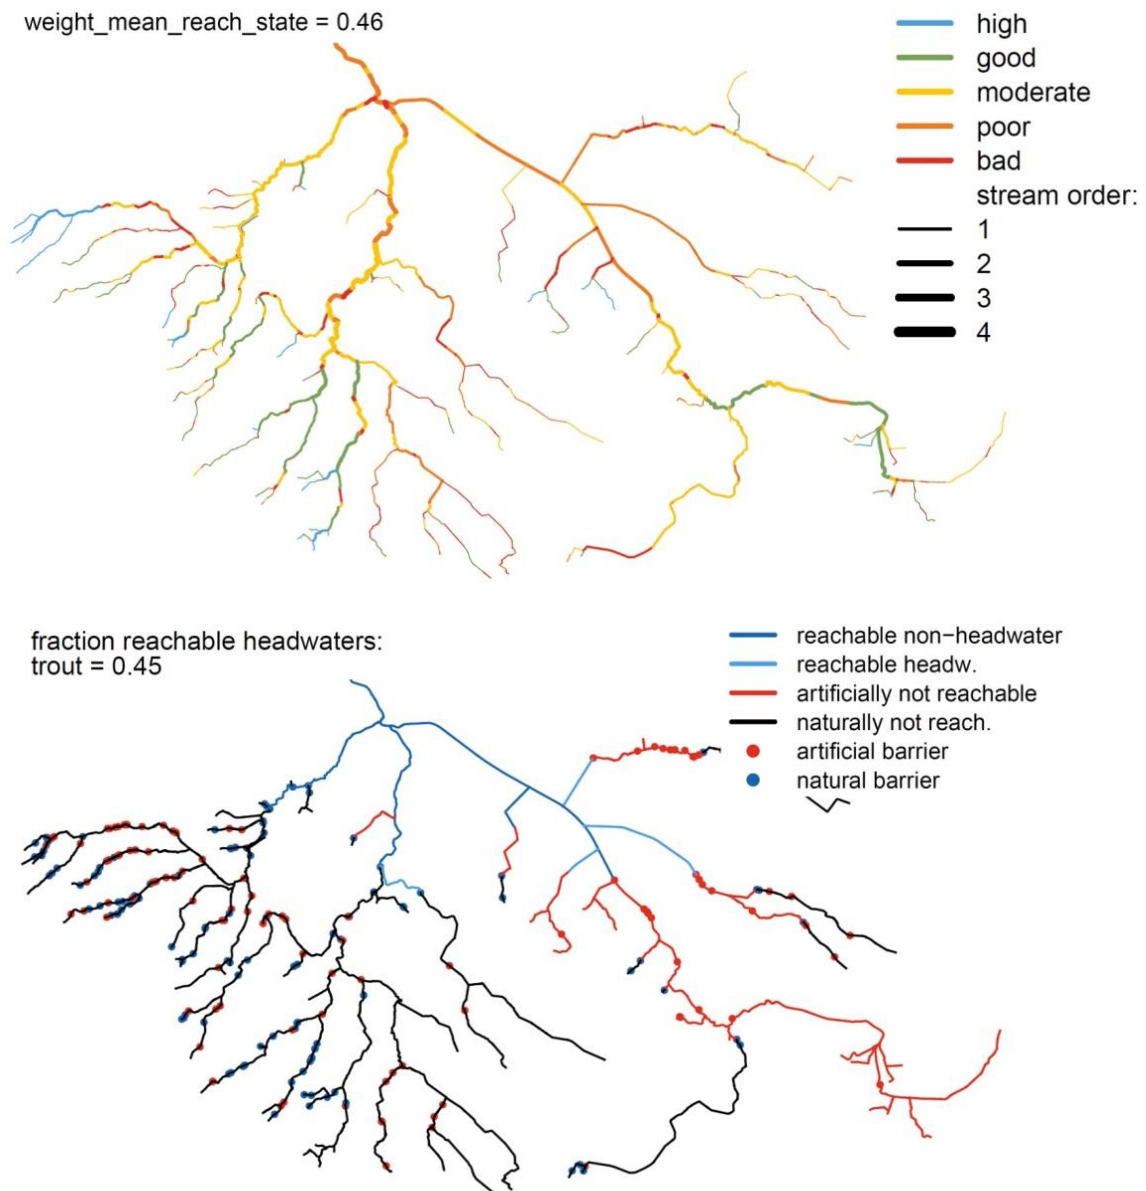 weight_mean_reach_state = 0.46
high
good
moderate
poor
bad
stream order:
1
2
3
4
fraction reachable headwaters:
trout = 0.45
reachable non−headwater
reachable headw.
artificially not reachable
naturally not reach.
artificial barrier
natural barrier